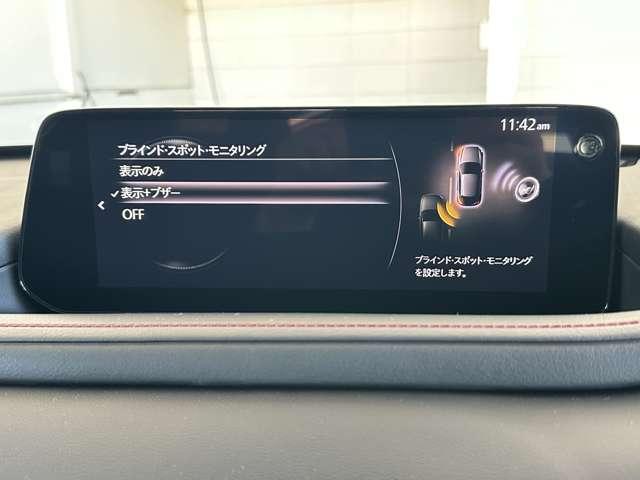 11:42am
ブラインド・スポット・モニタリング
表示のみ
表示+ブザー
OFF
ブラインド・スポット・モニタリング
を設定します。